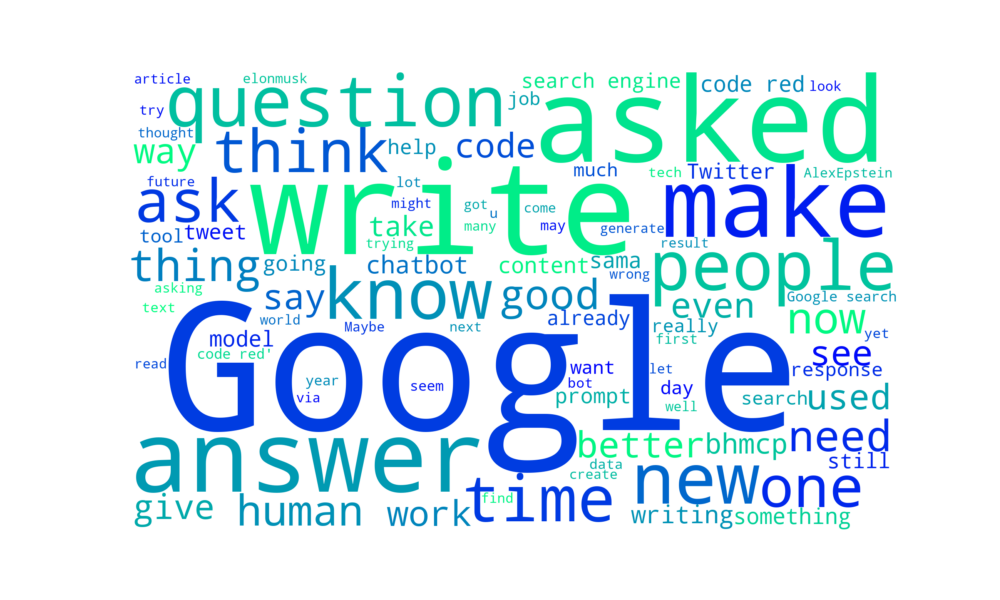 article
elonmusk
search engine
code red
look
try
question
job
asked
thought
way
think
help
code
much
tech
Twitter
AlexEpstein
future
lot
write
make
ask
might
got
u
come
tool
tweet
take
many
may
generate
trying
result
thing
going
chatbot
content
sama
wrong
people
asking
say
know
good
even
Google search
text
world
Maybe
next
already
really
now
yet
model
first
code red'
Google
see
read
year
seem
want
let
response
via
bot
prompt
day
well
search
used
answer
better
bhmcp
need
data
still
create
time
new
one
find
give
human
work
writing
something